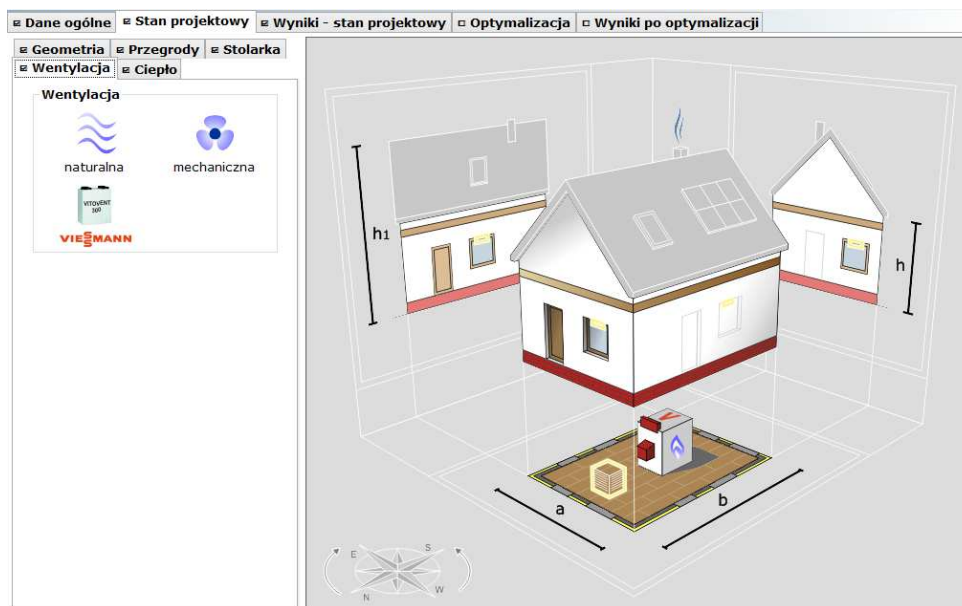 Dane ogólne Stan projektowy Wyniki - stan projektowy Optymalizacja Wyniki po optymalizacji
Geometria Przegrody Stolarka
Wentylacja Ciepło
Wentylacja
naturalna mechaniczna
VITOVENT
300
VIESSMANN
h1
h
a
b
E
S
N
W